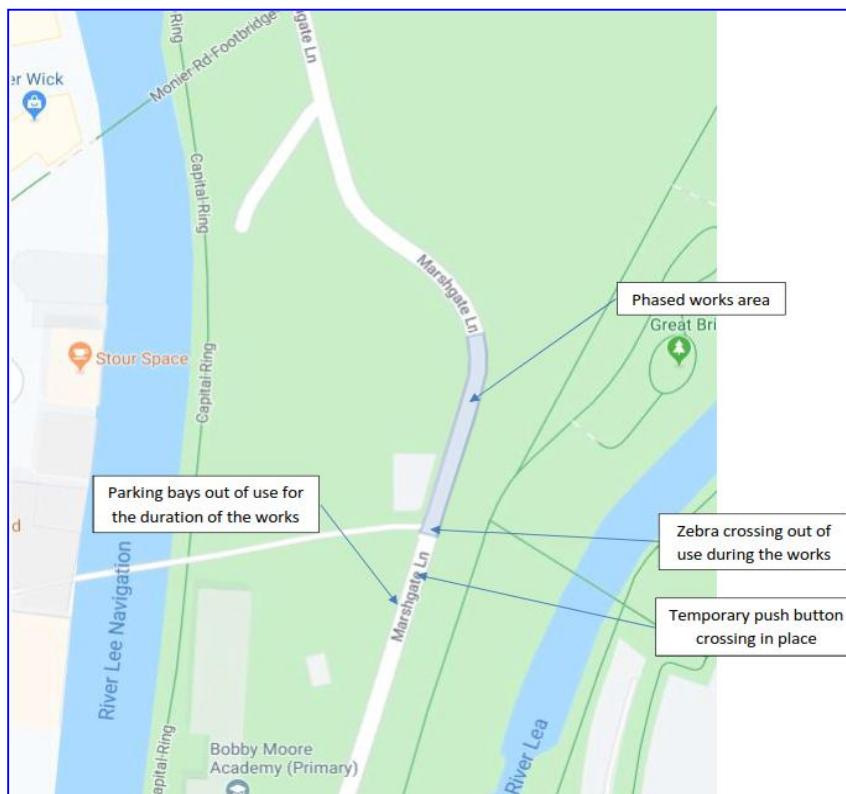 ng Ln
Ring
Monier Rd Footbridge
er Wick
Capital Ring
Marshgate Ln
Phased works area
Great Bri
Stour Space
Capital Ring
Parking bays out of use for
the duration of the works
d
Zebra crossing out of
use during the works
Marshgate Ln
Temporary push button
crossing in place
River Lee Navigation
River Lea
Bobby Moore
Academy (Primary)
apital Ring